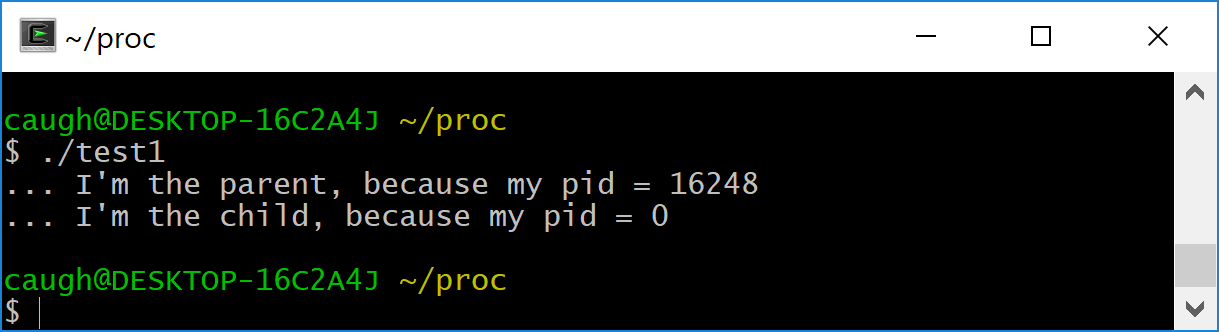 ~/proc
caugh@DESKTOP-16C2A4J ~/proc
$ ./test1
... I'm the parent, because my pid = 16248
... I'm the child, because my pid = 0
caugh@DESKTOP-16C2A4J ~/proc
$